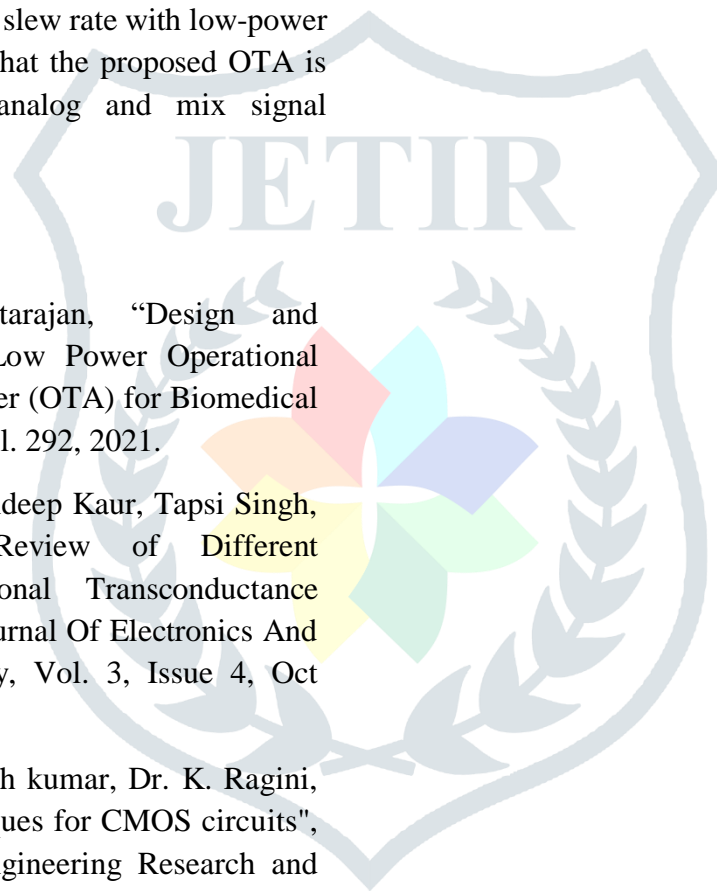 slew rate with low-power
hat the proposed OTA is
analog and mix signal
JETIR
tarajan, “Design and
Low Power Operational
er (OTA) for Biomedical
l. 292, 2021.
deep Kaur, Tapsi Singh,
Review of Different
onal Transconductance
urnal Of Electronics And
y, Vol. 3, Issue 4, Oct
h kumar, Dr. K. Ragini,
ques for CMOS circuits",
gineering Research and